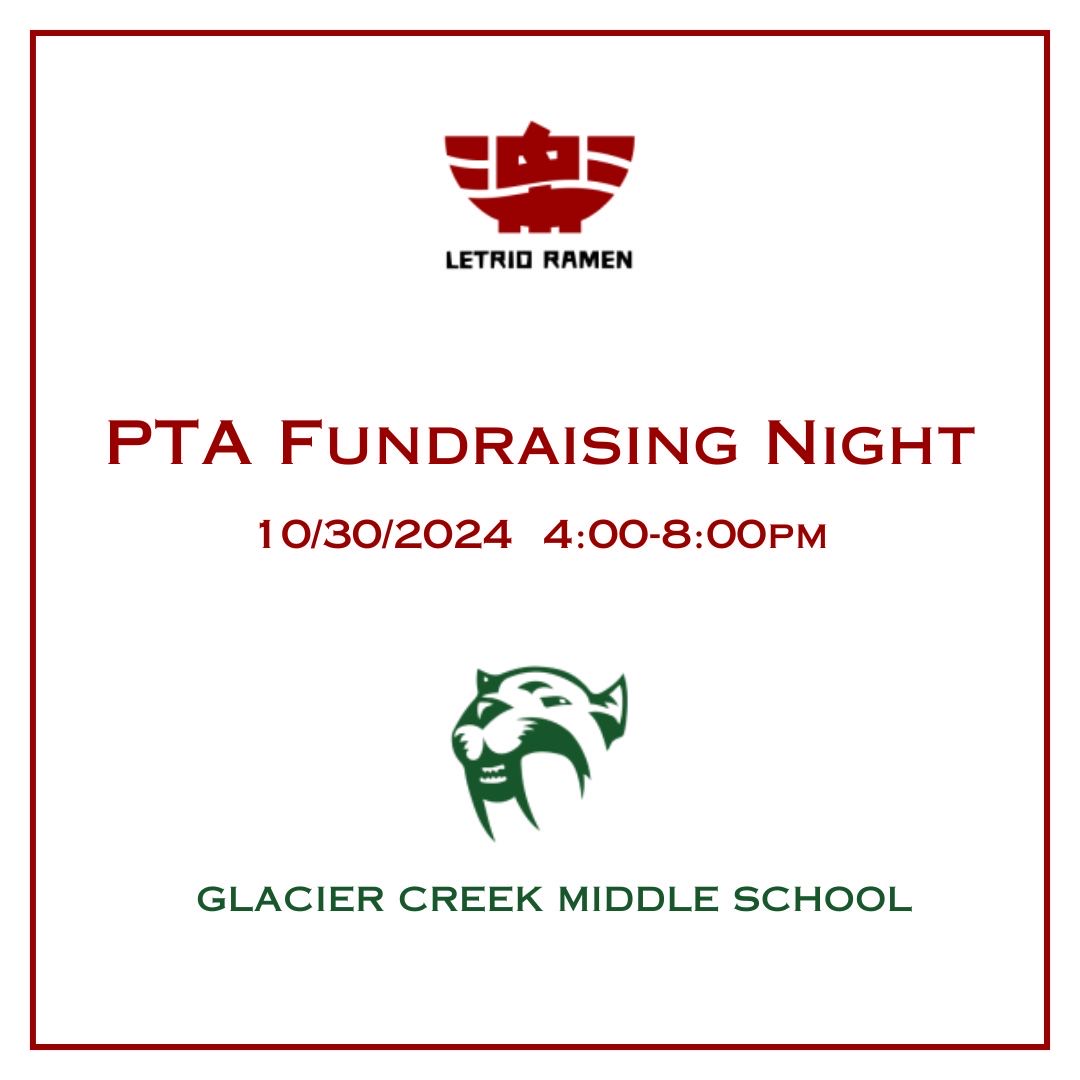 LETRIO RAMEN
PTA Fundraising Night
10/30/2024 4:00-8:00pm
GLACIER CREEK MIDDLE SCHOOL